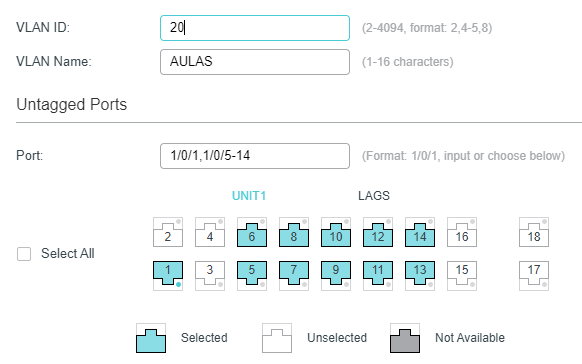 VLAN ID: 20 (2-4094, format: 2,4-5,8)
VLAN Name: AULAS (1-16 characters)
Untagged Ports
Port: 1/0/1,1/0/5-14 (Format: 1/0/1, input or choose below)
UNIT1 LAGS
2 4 6 8 10 12 14 16 18
Select All
1 3 5 7 9 11 13 15 17
Selected Unselected Not Available